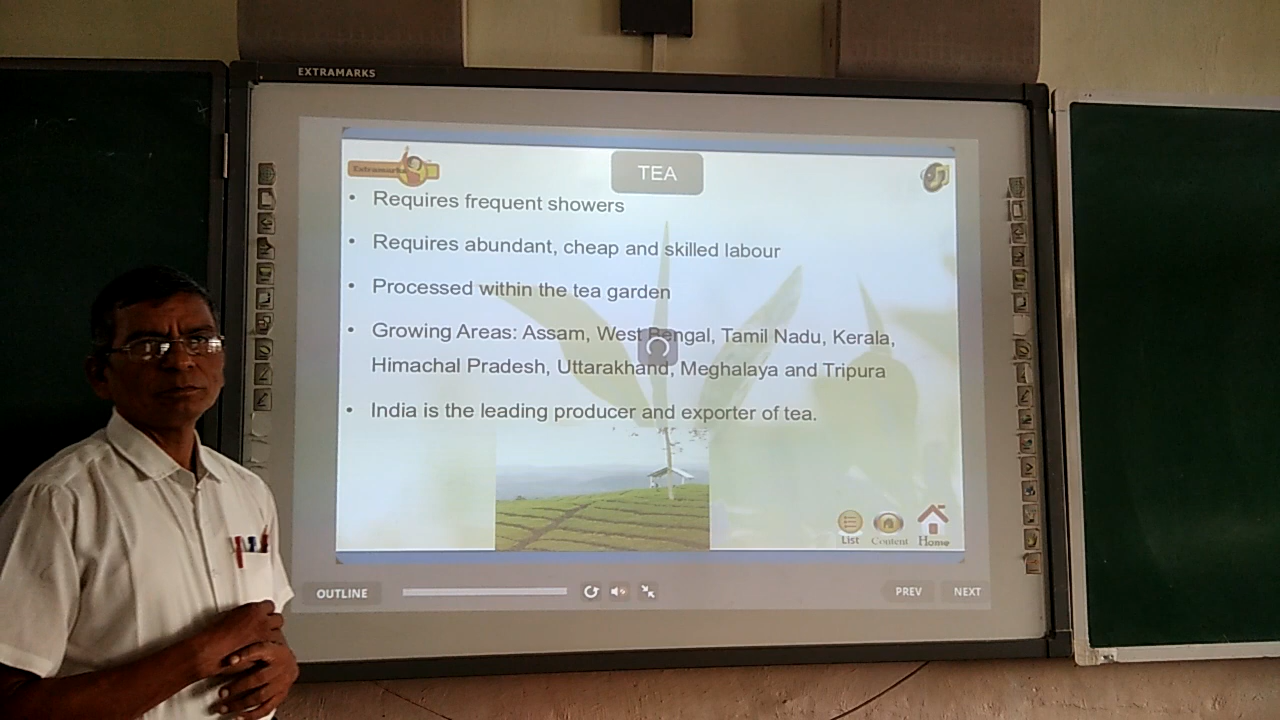 EXTRAMARKS
Extramarks
TEA
• Requires frequent showers
• Requires abundant, cheap and skilled labour
• Processed within the tea garden
• Growing Areas: Assam, West Bengal, Tamil Nadu, Kerala,
Himachal Pradesh, Uttarakhand, Meghalaya and Tripura
• India is the leading producer and exporter of tea.
List Content Home
OUTLINE PREV NEXT